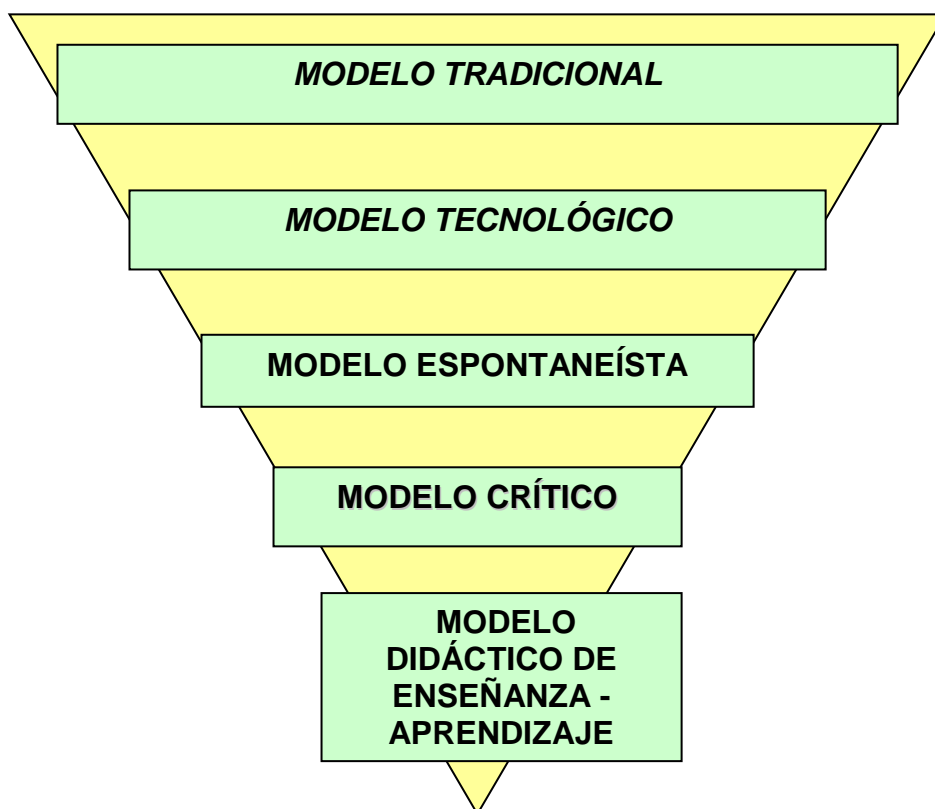 MODELO TRADICIONAL
MODELO TECNOLÓGICO
MODELO ESPONTANEÍSTA
MODELO CRÍTICO
MODELO
DIDÁCTICO DE
ENSEÑANZA -
APRENDIZAJE